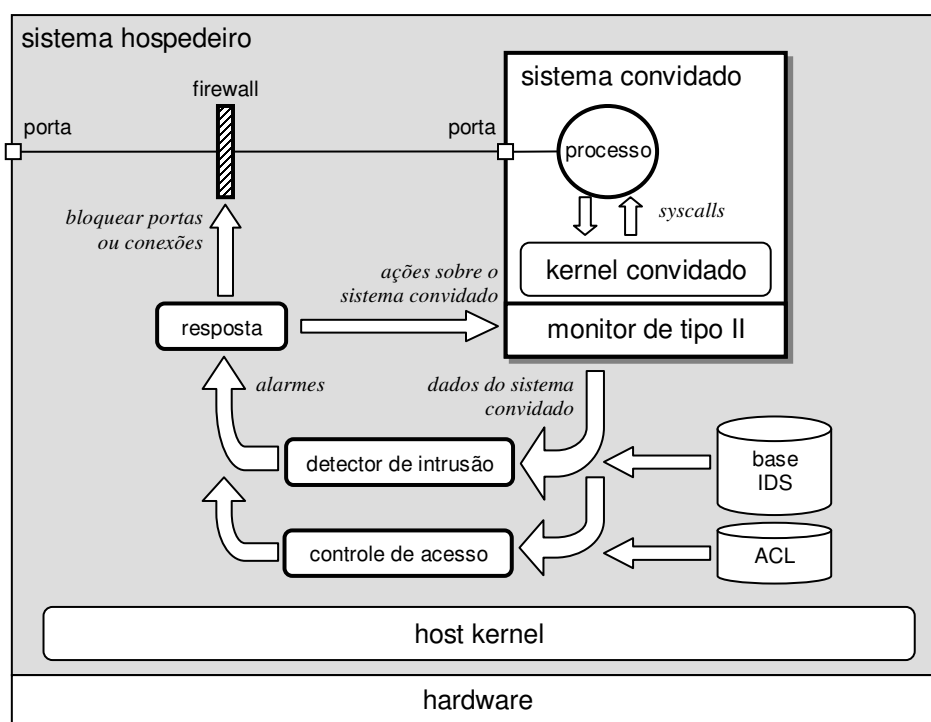 sistema hospedeiro
sistema convidado
firewall
porta
porta
processo
bloquear portas
ou conexões
syscalls
ações sobre o
sistema convidado
kernel convidado
resposta
monitor de tipo II
alarmes
dados do sistema
convidado
detector de intrusão
base
IDS
controle de acesso
ACL
host kernel
hardware